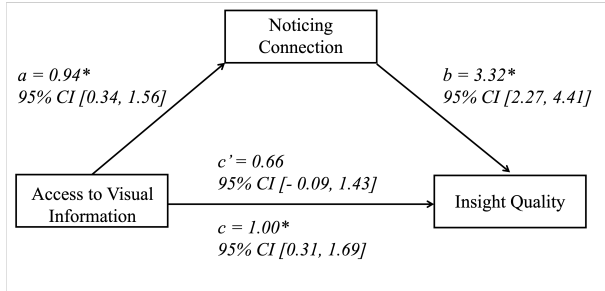 Noticing
Connection
a = 0.94*
95% CI [0.34, 1.56]
b = 3.32*
95% CI [2.27, 4.41]
Access to Visual
Information
c’ = 0.66
95% CI [- 0.09, 1.43]
c = 1.00*
95% CI [0.31, 1.69]
Insight Quality